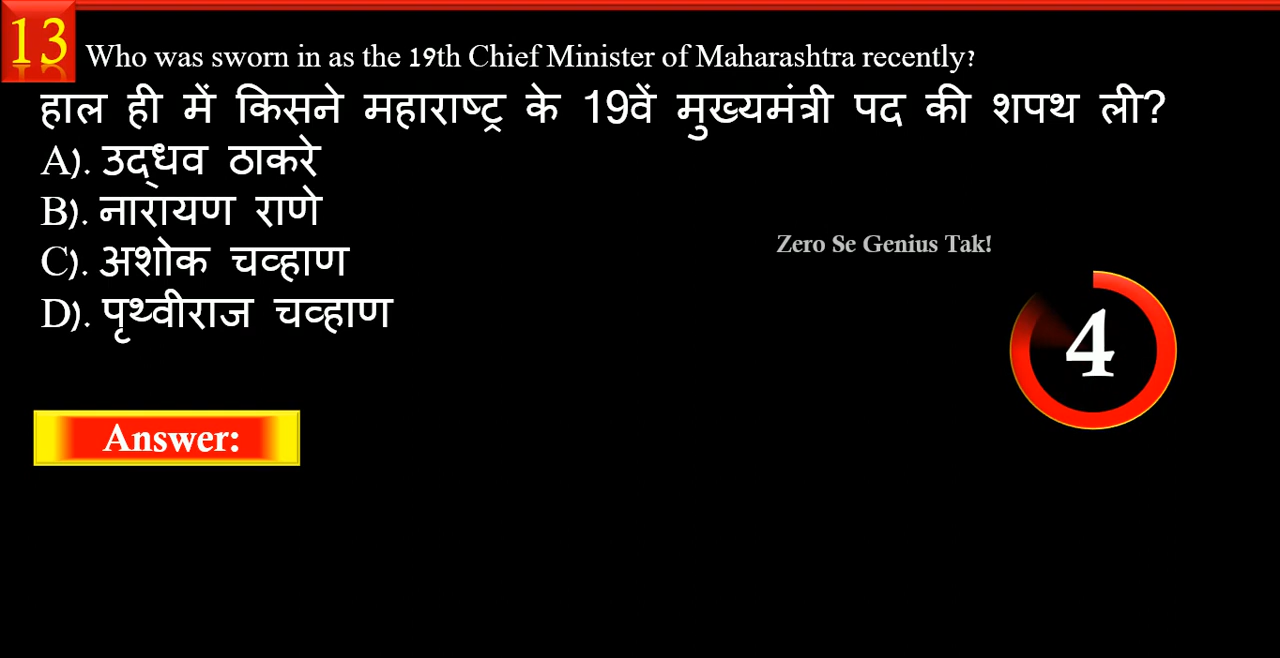 13
Who was sworn in as the 19th Chief Minister of Maharashtra recently?
हाल ही में किसने महाराष्ट्र के 19वें मुख्यमंत्री पद की शपथ ली?
A). उद्धव ठाकरे
B). नारायण राणे
C). अशोक चव्हाण
D). पृथ्वीराज चव्हाण
Zero Se Genius Tak!
4
Answer: